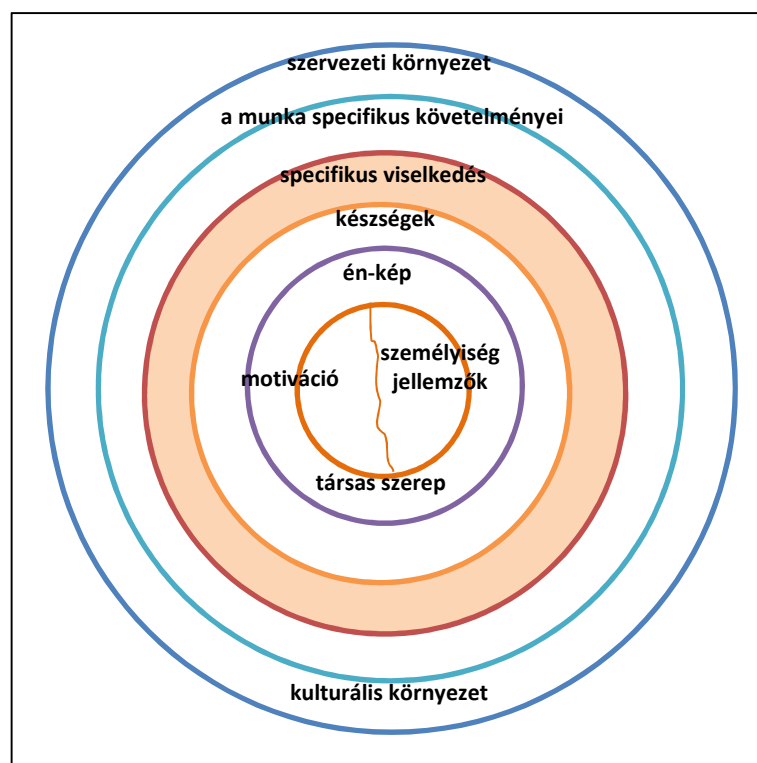 szervezeti környezet
a munka specifikus követelményei
specifikus viselkedés
készségek
én-kép
motiváció
személyiség
jellemzők
társas szerep
kulturális környezet